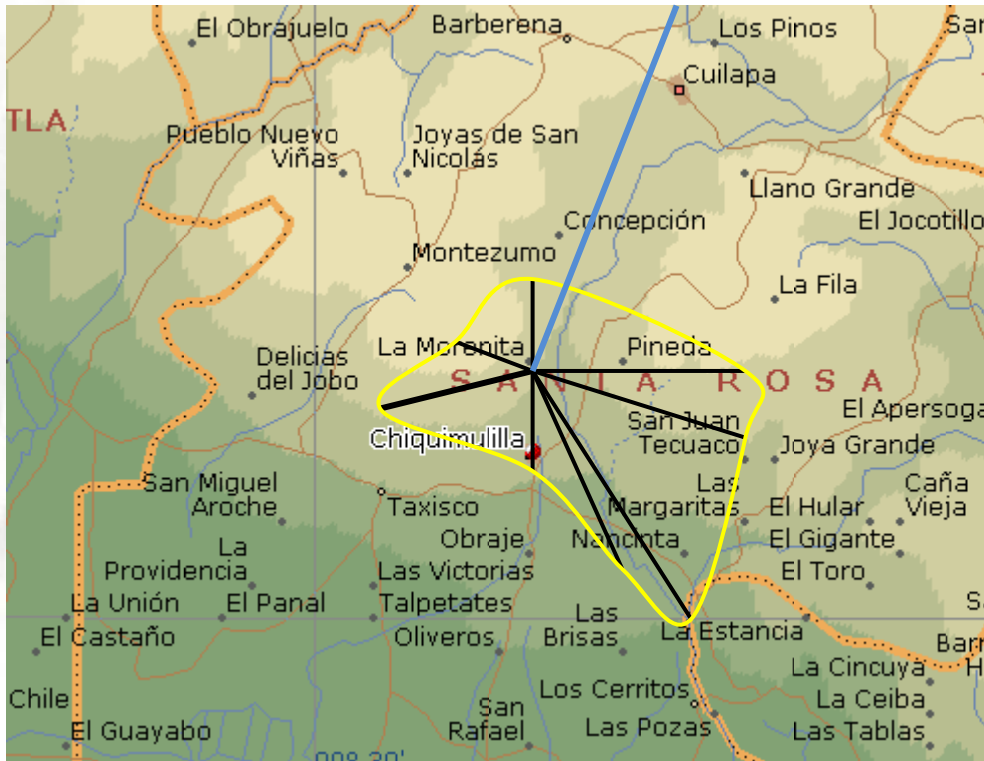 El Obrajuelo
Barberena
Los Pinos
Cuilapa
TLA
Pueblo Nuevo
Viñas
Joyas de San
Nicolás
Llano Grande
Concepción
El Jocotillo
Montezumo
La Fila
La Morenita
Pineda
Delicias
del Jobo
SANTA ROSA
San Juan
Tecuaco
El Apersoga
Chiquimulilla
Joya Grande
San Miguel
Aroche
Taxisco
Las
Margaritas
El Hular
Caña
Vieja
Obraje
Nancinta
El Gigante
La
Providencia
Las Victorias
El Toro
La Unión
El Panal
Talpetates
Las
Brisas
La Estancia
El Castaño
Oliveros
La Cincuya
Chile
Los Cerritos
La Ceiba
El Guayabo
San
Rafael
Las Pozas
Las Tablas